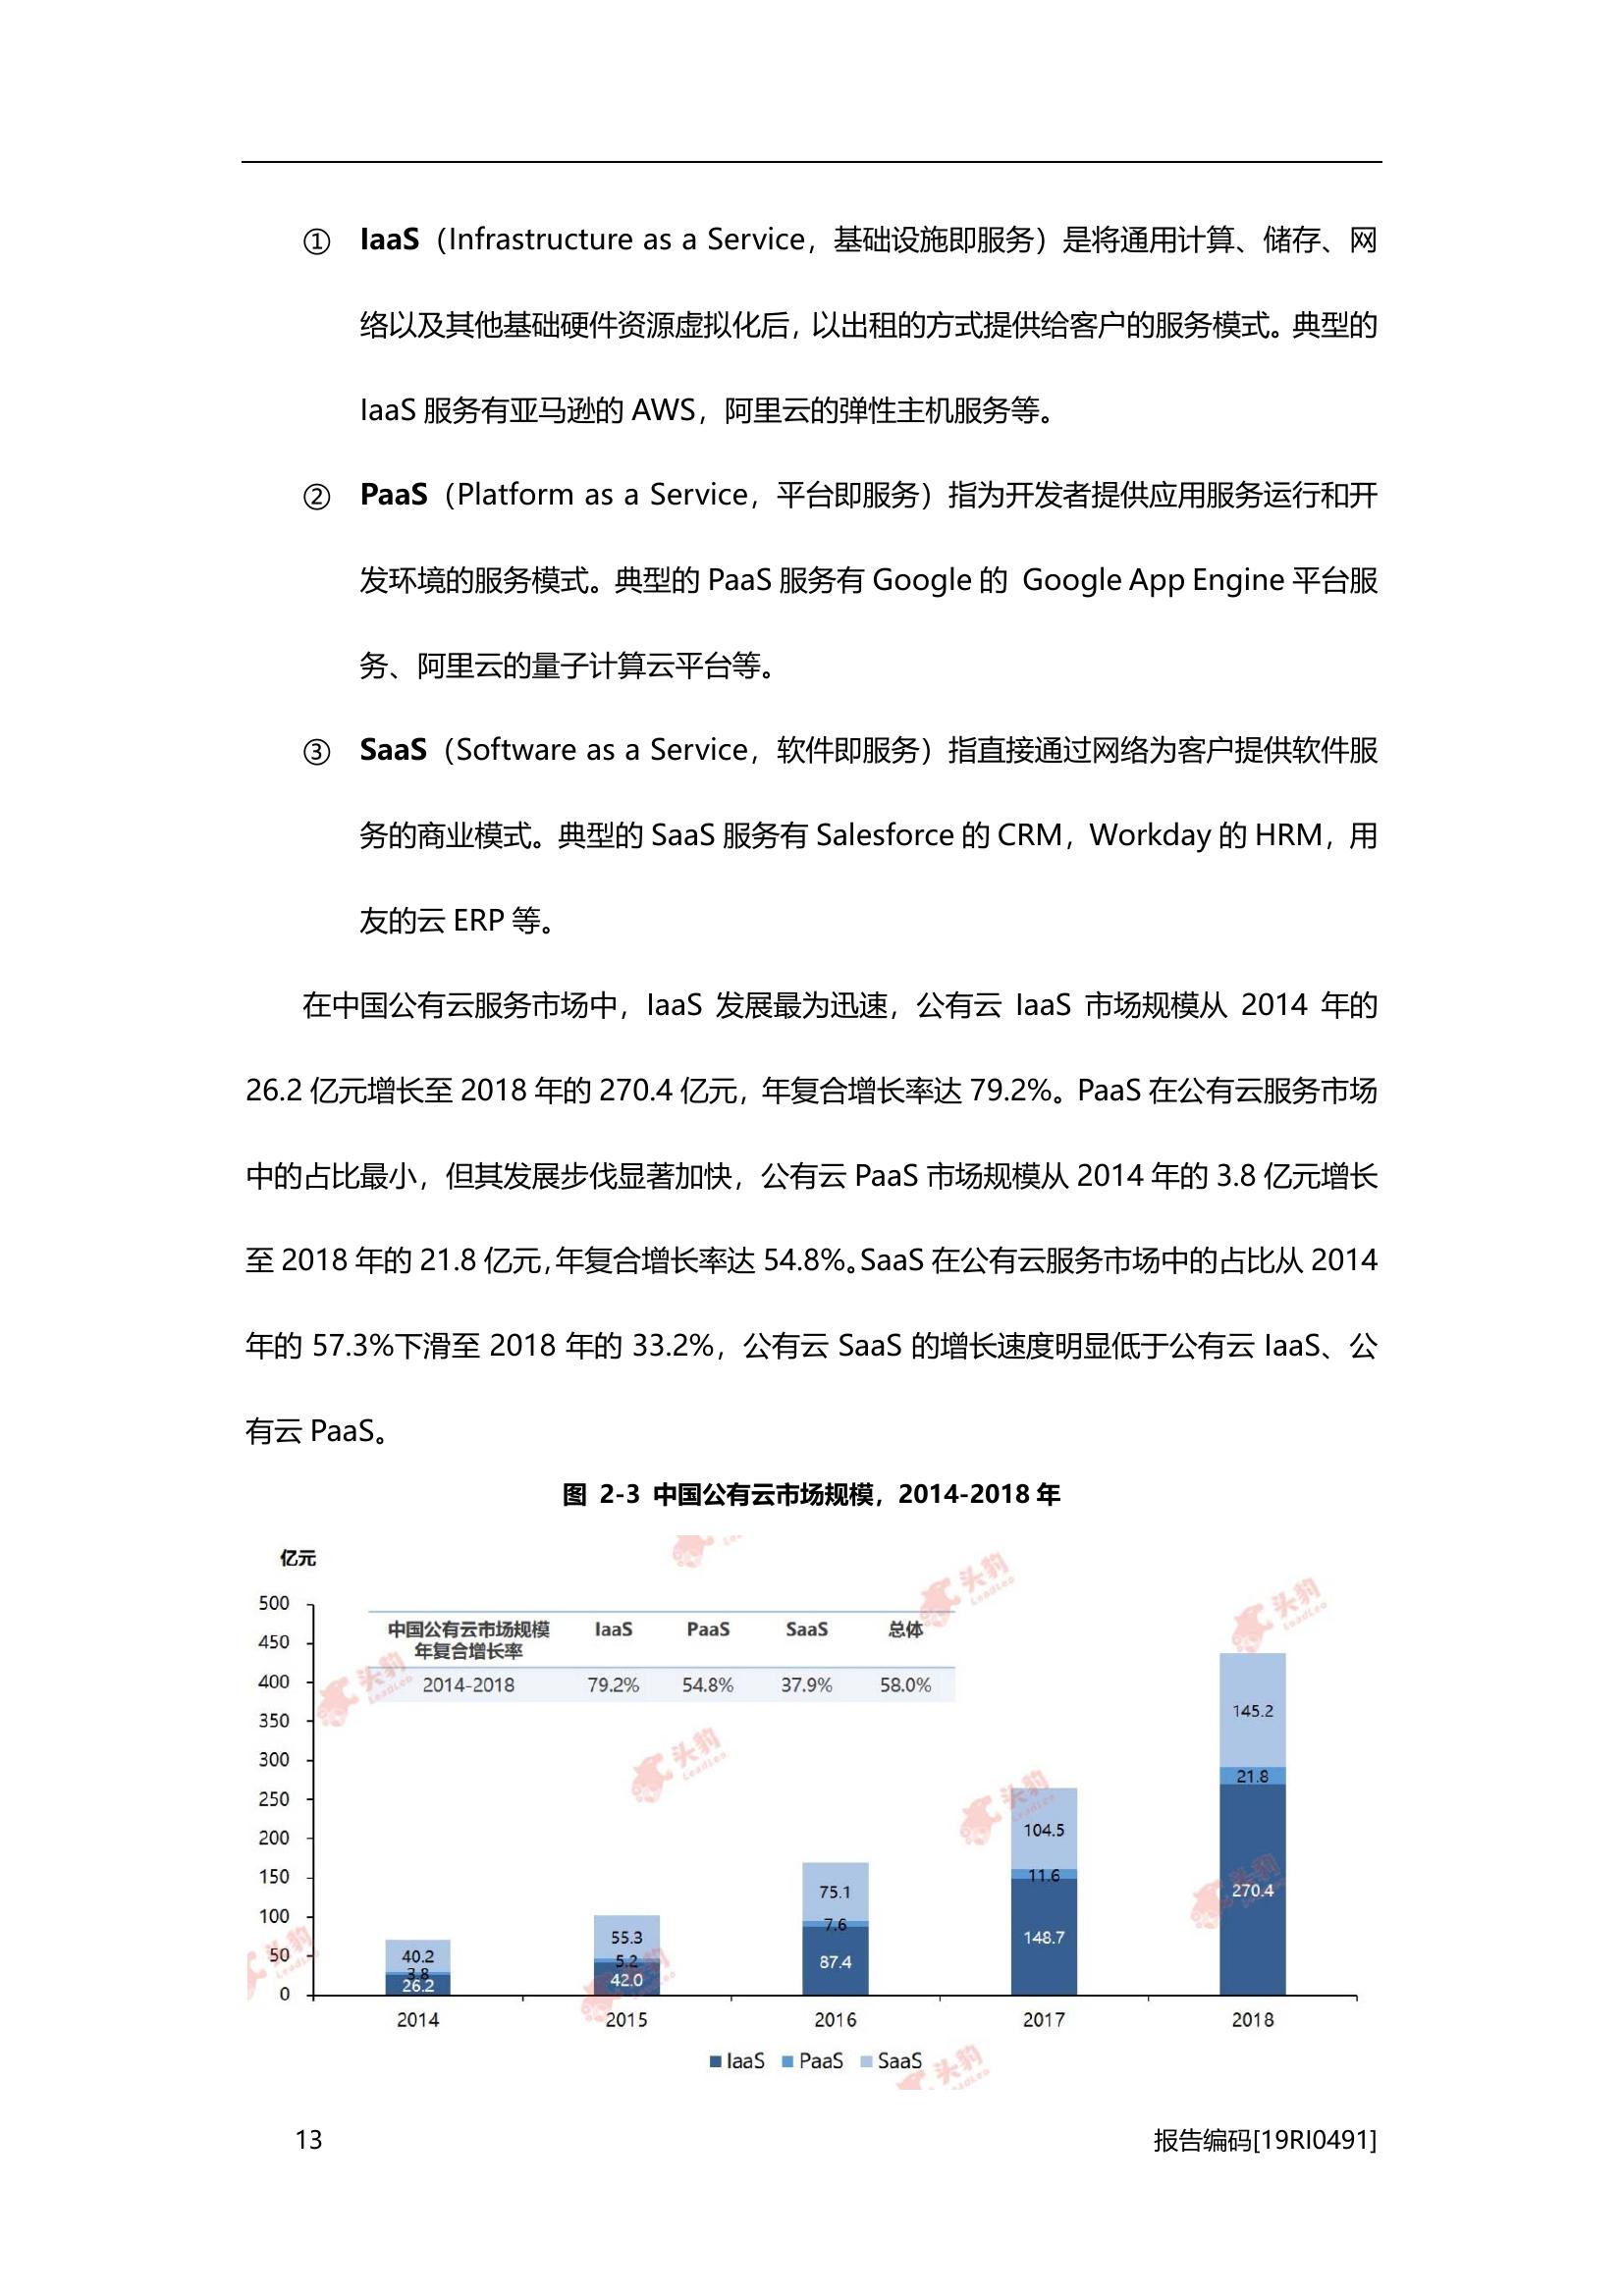 ① IaaS（Infrastructure as a Service，基础设施即服务）是将通用计算、储存、网
络以及其他基础硬件资源虚拟化后，以出租的方式提供给客户的服务模式。典型的
IaaS 服务有亚马逊的 AWS，阿里云的弹性主机服务等。
② PaaS（Platform as a Service，平台即服务）指为开发者提供应用服务运行和开
发环境的服务模式。典型的 PaaS 服务有 Google 的 Google App Engine 平台服
务、阿里云的量子计算云平台等。
③ SaaS（Software as a Service，软件即服务）指直接通过网络为客户提供软件服
务的商业模式。典型的 SaaS 服务有 Salesforce 的 CRM，Workday 的 HRM，用
友的云 ERP 等。
在中国公有云服务市场中，IaaS 发展最为迅速，公有云 IaaS 市场规模从 2014 年的
26.2 亿元增长至 2018 年的 270.4 亿元，年复合增长率达 79.2%。PaaS 在公有云服务市场
中的占比最小，但其发展步伐显著加快，公有云 PaaS 市场规模从 2014 年的 3.8 亿元增长
至 2018 年的 21.8 亿元，年复合增长率达 54.8%。SaaS 在公有云服务市场中的占比从 2014
年的 57.3%下滑至 2018 年的 33.2%，公有云 SaaS 的增长速度明显低于公有云 IaaS、公
有云 PaaS。
图 2-3 中国公有云市场规模，2014-2018 年
亿元
500
450
400
350
300
250
200
150
100
50
0
中国公有云市场规模 IaaS PaaS SaaS 总体
年复合增长率
2014-2018 79.2% 54.8% 37.9% 58.0%
40.2
3.8
26.2
55.3
5.2
42.0
75.1
7.6
87.4
104.5
11.6
148.7
145.2
21.8
270.4
2014 2015 2016 2017 2018
IaaS PaaS SaaS
头豹
LeadLeo
头豹
LeadLeo
头豹
LeadLeo
头豹
LeadLeo
头豹
LeadLeo
头豹
头豹
LeadLeo
头豹
LeadLeo
13 报告编码[19RI0491]